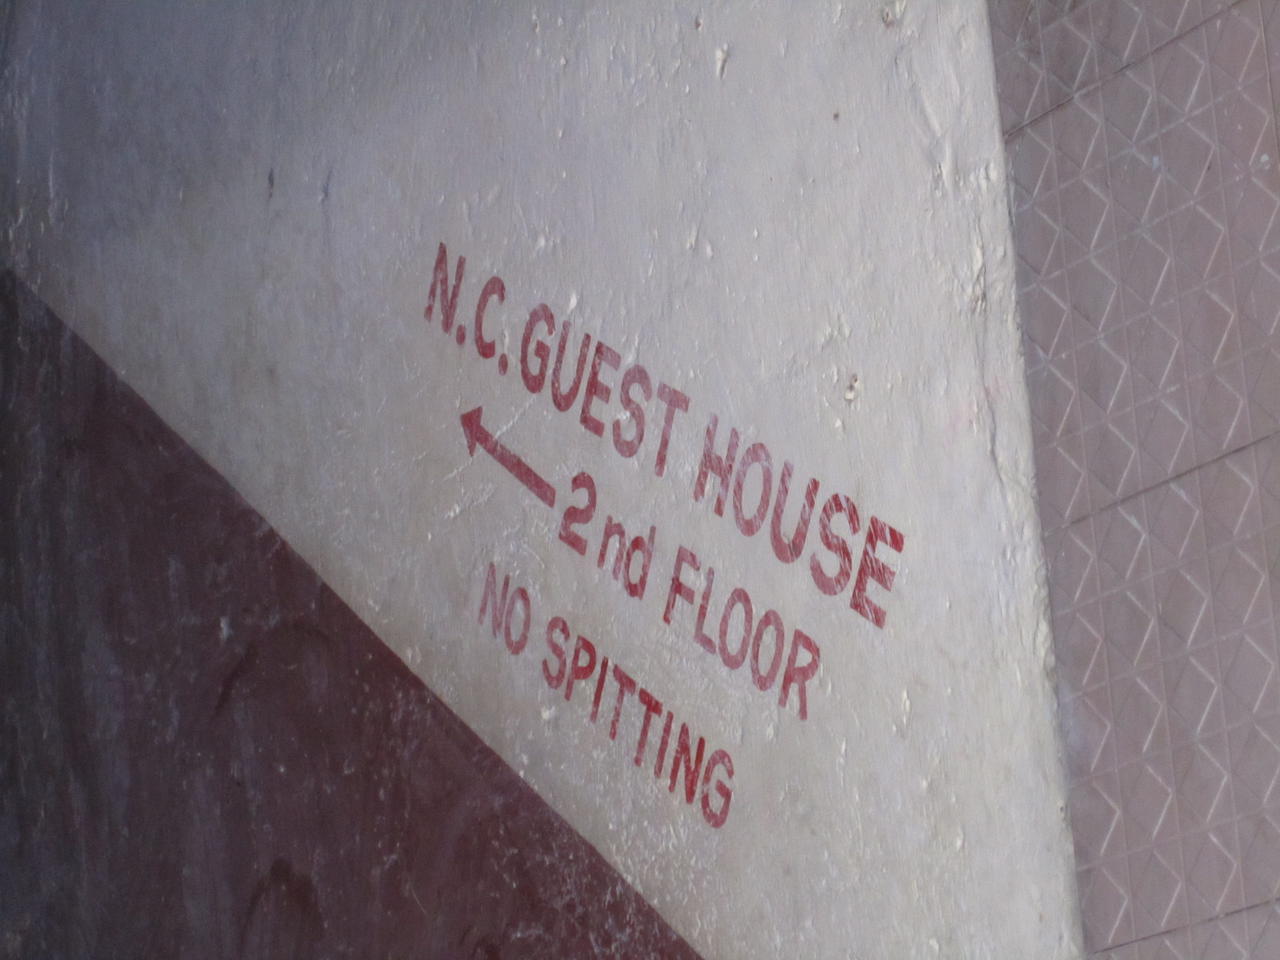 N.C. GUEST HOUSE
← 2nd FLOOR
NO SPITTING